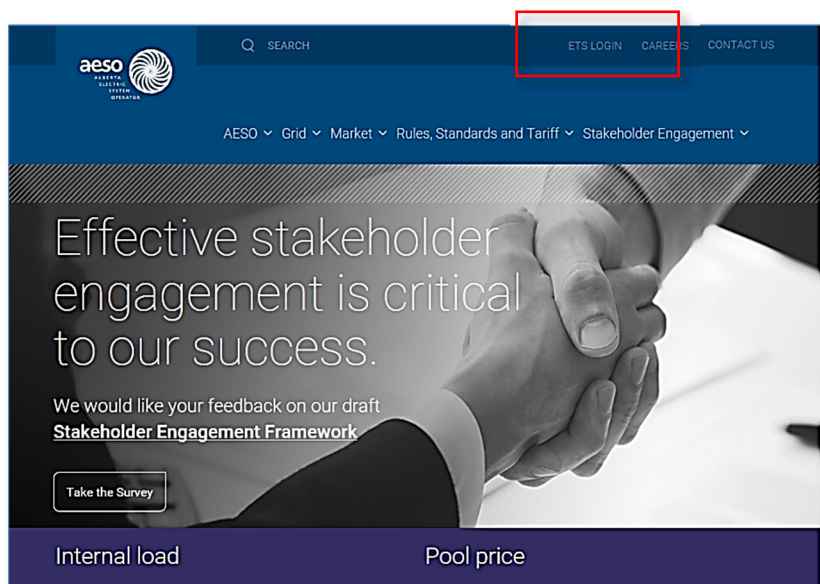 SEARCH
ETS LOGIN CAREERS CONTACT US
aeso
ALBERTA
ELECTRIC
SYSTEM
OPERATOR
AESO Grid Market Rules, Standards and Tariff Stakeholder Engagement
Effective stakeholder
engagement is critical
to our success.
We would like your feedback on our draft
Stakeholder Engagement Framework
Take the Survey
Internal load Pool price